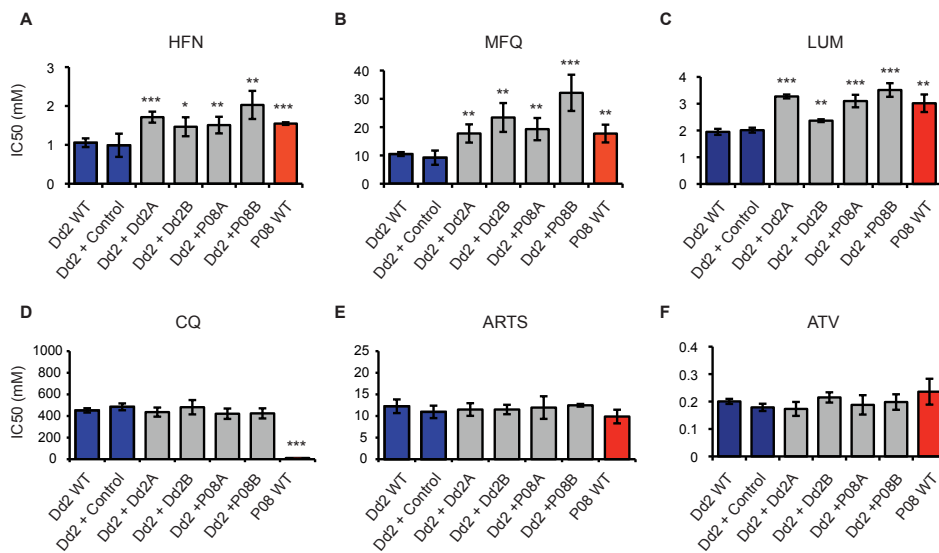 A
HFN
IC50 (mM)
3
2
1
0
***
*
**
**
***
Dd2 WT
Dd2 + Control
Dd2 + Dd2A
Dd2 + Dd2B
Dd2 +P08A
Dd2 +P08B
P08 WT
B
MFQ
40
30
20
10
0
**
**
**
***
**
Dd2 WT
Dd2 + Control
Dd2 + Dd2A
Dd2 + Dd2B
Dd2 +P08A
Dd2 +P08B
P08 WT
C
LUM
4
3
2
1
0
***
**
***
***
**
Dd2 WT
Dd2 + Control
Dd2 + Dd2A
Dd2 + Dd2B
Dd2 +P08A
Dd2 +P08B
P08 WT
D
CQ
IC50 (mM)
1000
800
600
400
200
0
***
Dd2 WT
Dd2 + Control
Dd2 + Dd2A
Dd2 + Dd2B
Dd2 +P08A
Dd2 +P08B
P08 WT
E
ARTS
25
20
15
10
5
0
Dd2 WT
Dd2 + Control
Dd2 + Dd2A
Dd2 + Dd2B
Dd2 +P08A
Dd2 +P08B
P08 WT
F
ATV
0.4
0.3
0.2
0.1
0
Dd2 WT
Dd2 + Control
Dd2 + Dd2A
Dd2 + Dd2B
Dd2 +P08A
Dd2 +P08B
P08 WT